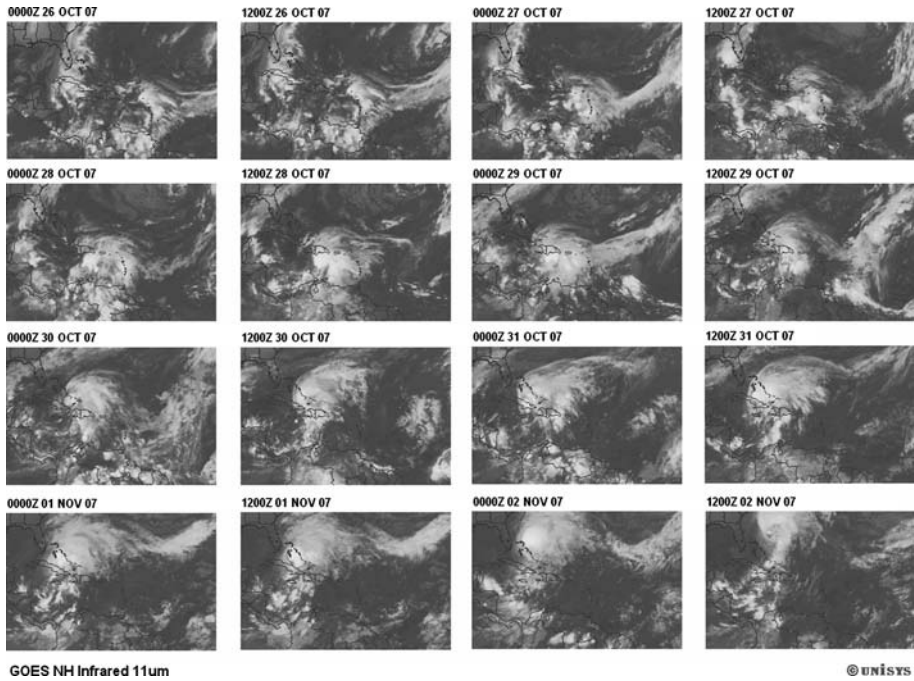 0000Z 26 OCT 07
1200Z 26 OCT 07
0000Z 27 OCT 07
1200Z 27 OCT 07
0000Z 28 OCT 07
1200Z 28 OCT 07
0000Z 29 OCT 07
1200Z 29 OCT 07
0000Z 30 OCT 07
1200Z 30 OCT 07
0000Z 31 OCT 07
1200Z 31 OCT 07
0000Z 01 NOV 07
1200Z 01 NOV 07
0000Z 02 NOV 07
1200Z 02 NOV 07
GOES NH Infrared 11um
© UNISYS